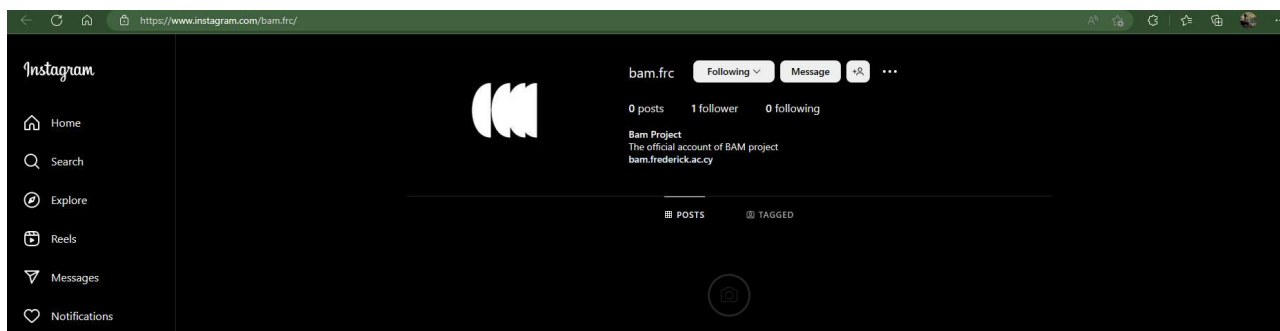 https://www.instagram.com/bam.frc/
Instagram
Home
Search
Explore
Reels
Messages
Notifications
bam.frc Following Message
0 posts 1 follower 0 following
Bam Project
The official account of BAM project
bam.frederick.ac.cy
POSTS TAGGED